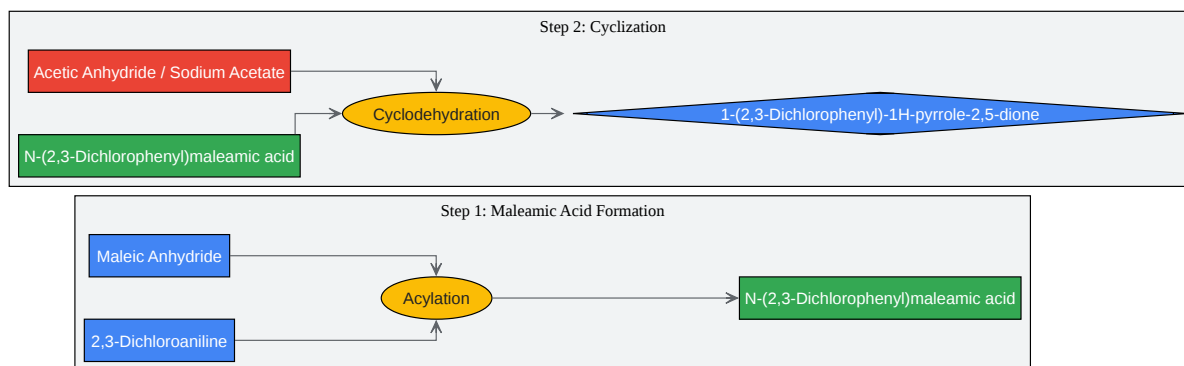 Step 2: Cyclization
Acetic Anhydride / Sodium Acetate
Cyclodehydration
1-(2,3-Dichlorophenyl)-1H-pyrrole-2,5-dione
N-(2,3-Dichlorophenyl)maleamic acid
Step 1: Maleamic Acid Formation
Maleic Anhydride
Acylation
N-(2,3-Dichlorophenyl)maleamic acid
2,3-Dichloroaniline